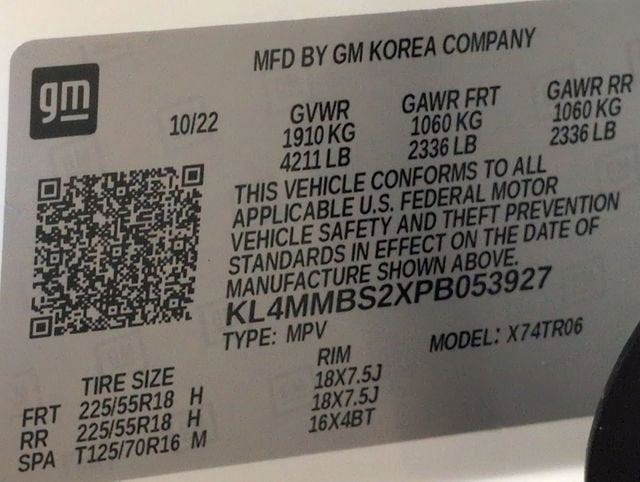 MFD BY GM KOREA COMPANY
gm
10/22
GVWR GAWR FRT GAWR RR
1910 KG 1060 KG 1060 KG
4211 LB 2336 LB 2336 LB
THIS VEHICLE CONFORMS TO ALL
APPLICABLE U.S. FEDERAL MOTOR
VEHICLE SAFETY AND THEFT PREVENTION
STANDARDS IN EFFECT ON THE DATE OF
MANUFACTURE SHOWN ABOVE.
KL4MMBS2XPB053927
TYPE: MPV MODEL: X74TR06
TIRE SIZE RIM
FRT 225/55R18 H 18X7.5J
RR 225/55R18 H 18X7.5J
SPA T125/70R16 M 16X4BT